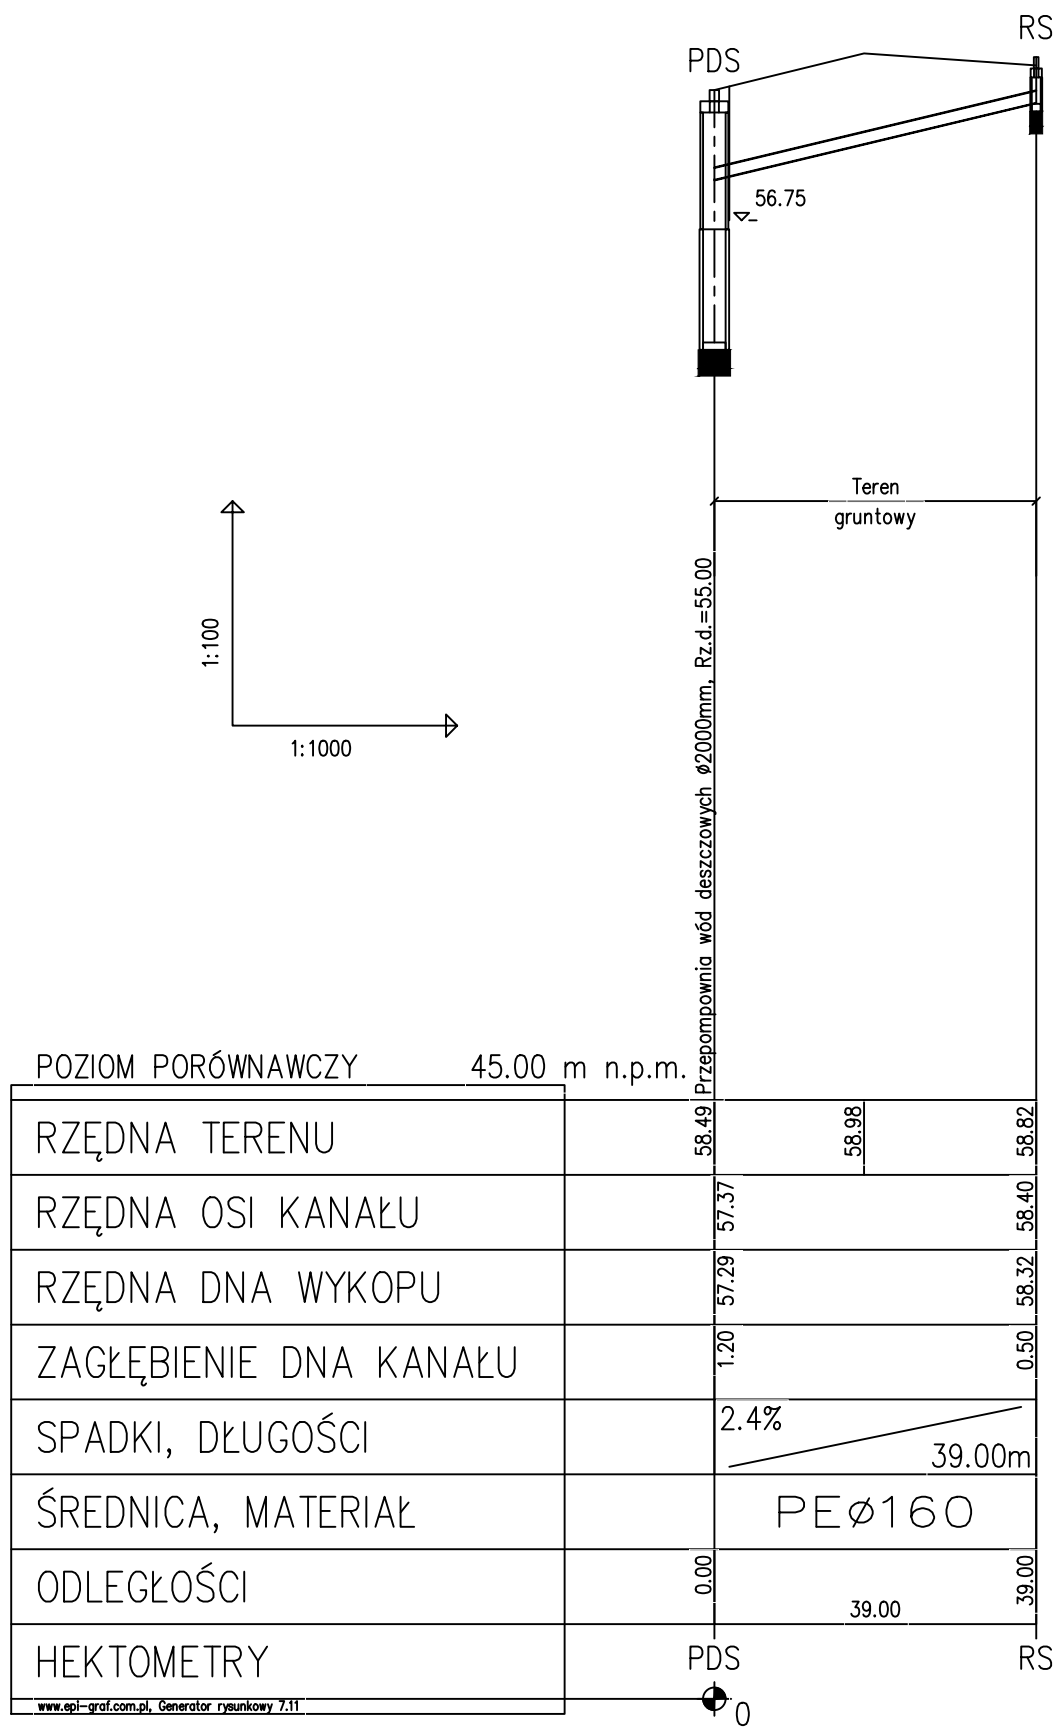 RS
PDS
56.75
Teren
gruntowy
1:100
1:1000
Przepompownia wód deszczowych ø2000mm, Rz.d.=55.00
POZIOM PORÓWNAWCZY 45.00 m n.p.m.
RZĘDNA TERENU 58.49 58.98 58.82
RZĘDNA OSI KANAŁU 57.37 58.40
RZĘDNA DNA WYKOPU 57.29 58.32
ZAGŁĘBIENIE DNA KANAŁU 1.20 0.50
SPADKI, DŁUGOŚCI 2.4% 39.00m
ŚREDNICA, MATERIAŁ PEø160
ODLEGŁOŚCI 0.00 39.00 39.00
HEKTOMETRY PDS RS
www.epi-graf.com.pl, Generator rysunkowy 7.11
0